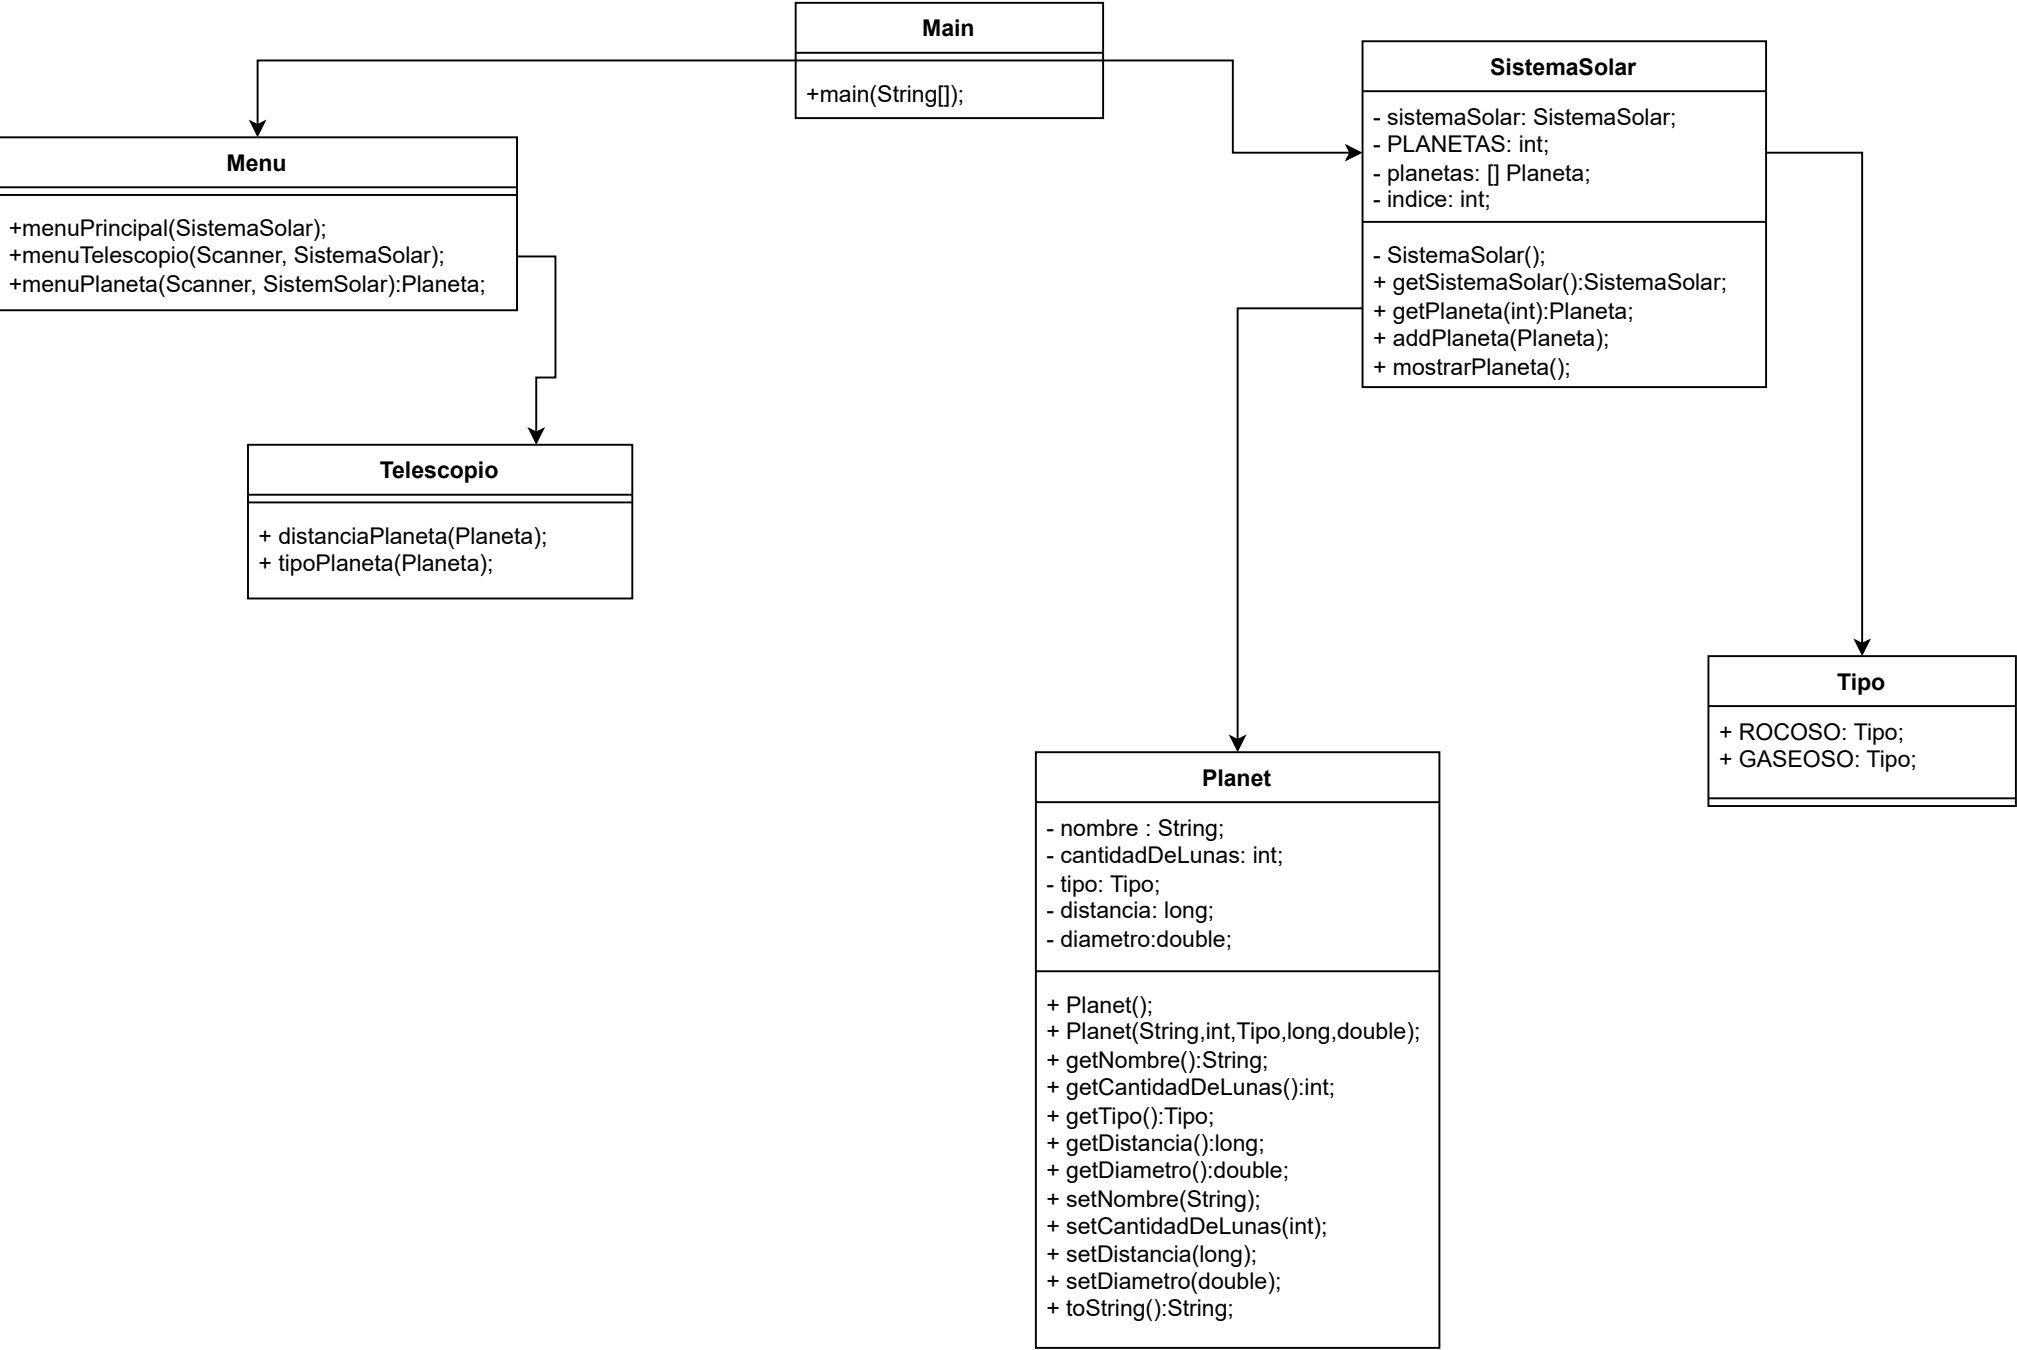 Main
+main(String[]);
SistemaSolar
- sistemaSolar: SistemaSolar;
- PLANETAS: int;
- planetas: [] Planeta;
- indice: int;
- SistemaSolar();
+ getSistemaSolar():SistemaSolar;
+ getPlaneta(int):Planeta;
+ addPlaneta(Planeta);
+ mostrarPlaneta();
Menu
+menuPrincipal(SistemaSolar);
+menuTelescopio(Scanner, SistemaSolar);
+menuPlaneta(Scanner, SistemSolar):Planeta;
Telescopio
+ distanciaPlaneta(Planeta);
+ tipoPlaneta(Planeta);
Tipo
+ ROCOSO: Tipo;
+ GASEOSO: Tipo;
Planet
- nombre : String;
- cantidadDeLunas: int;
- tipo: Tipo;
- distancia: long;
- diametro:double;
+ Planet();
+ Planet(String,int,Tipo,long,double);
+ getNombre():String;
+ getCantidadDeLunas():int;
+ getTipo():Tipo;
+ getDistancia():long;
+ getDiametro():double;
+ setNombre(String);
+ setCantidadDeLunas(int);
+ setDistancia(long);
+ setDiametro(double);
+ toString():String;